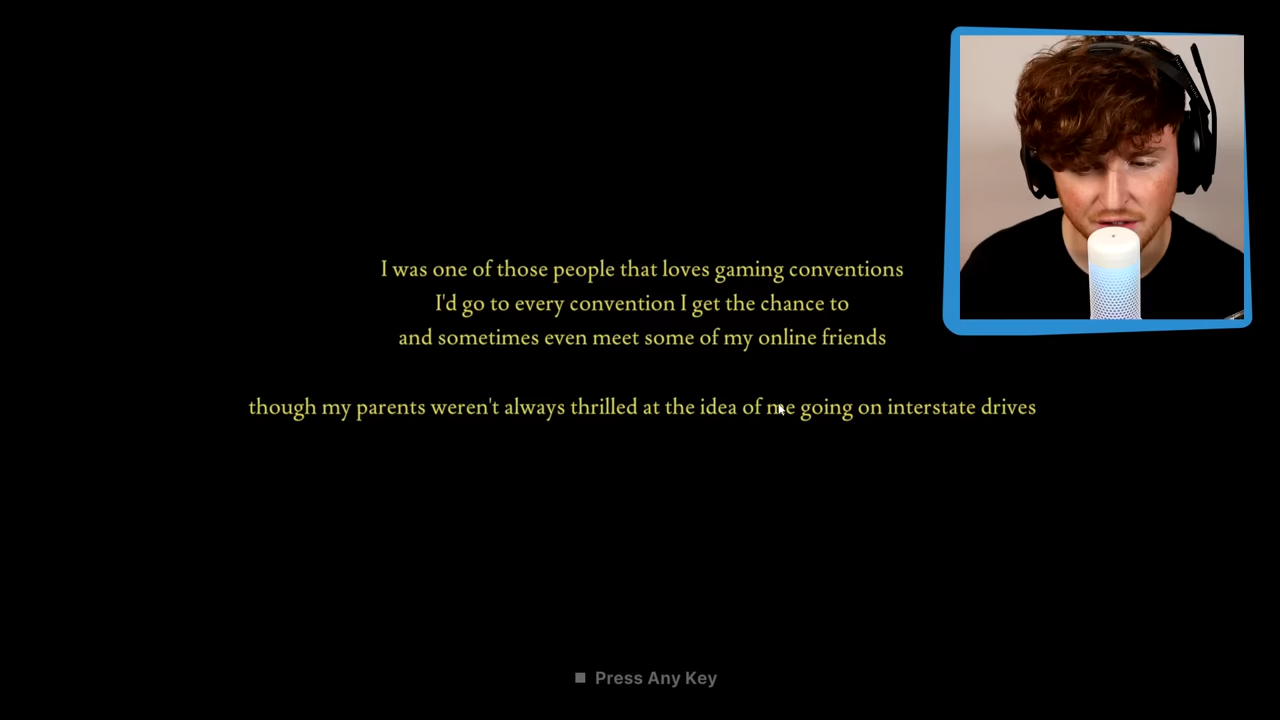 I was one of those people that loves gaming conventions
I'd go to every convention I get the chance to
and sometimes even meet some of my online friends
though my parents weren't always thrilled at the idea of me going on interstate drives
Press Any Key